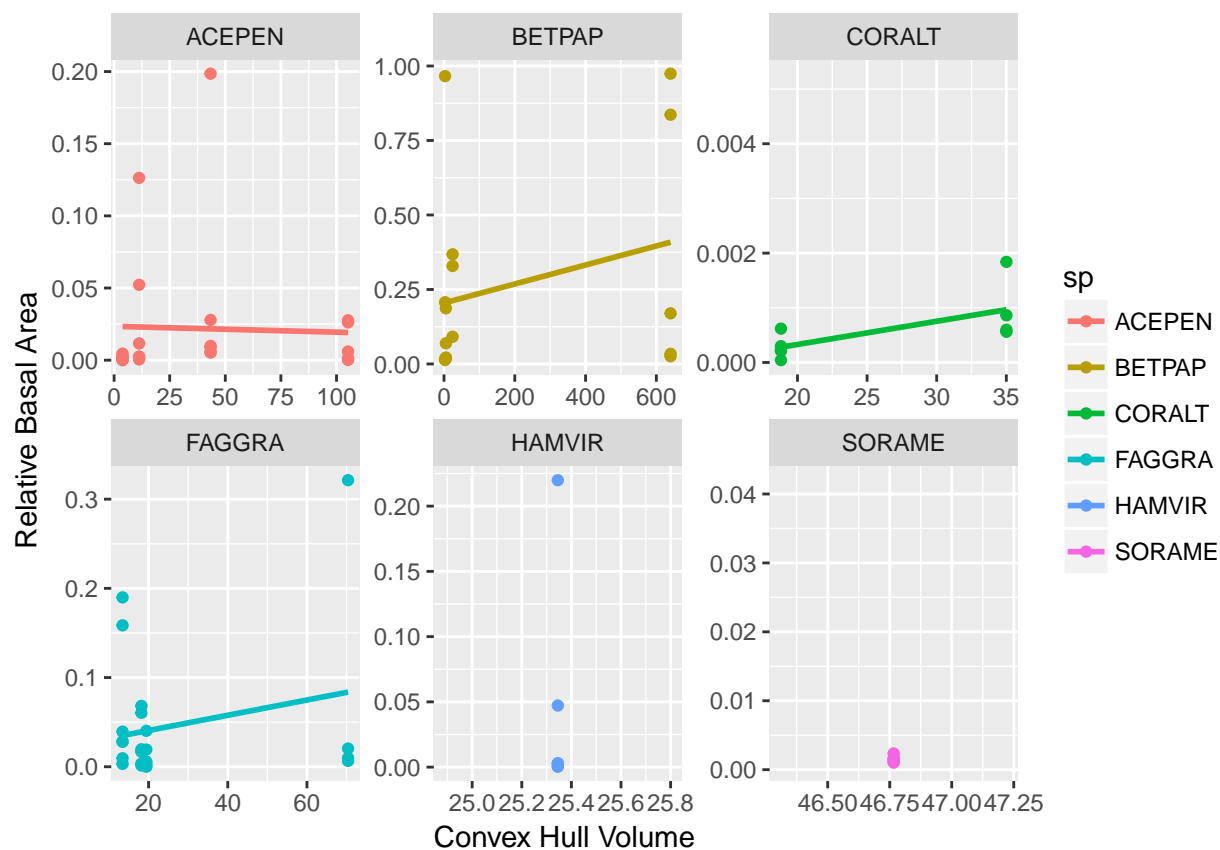 ACEPEN BETPAP CORALT
0.20 1.00
0.15 0.75 0.004
0.10 0.50
0.05 0.25 0.002
0.00 0.00 0.000
0 25 50 75 100 0 200 400 600 20 25 30 35
FAGGRA HAMVIR SORAME
0.3 0.20 0.04
0.2 0.15 0.03
0.10 0.02
0.1 0.05 0.01
0.0 0.00 0.00
20 40 60 25.0 25.2 25.4 25.6 25.8 46.50 46.75 47.00 47.25
Convex Hull Volume
Relative Basal Area
sp
ACEPEN
BETPAP
CORALT
FAGGRA
HAMVIR
SORAME